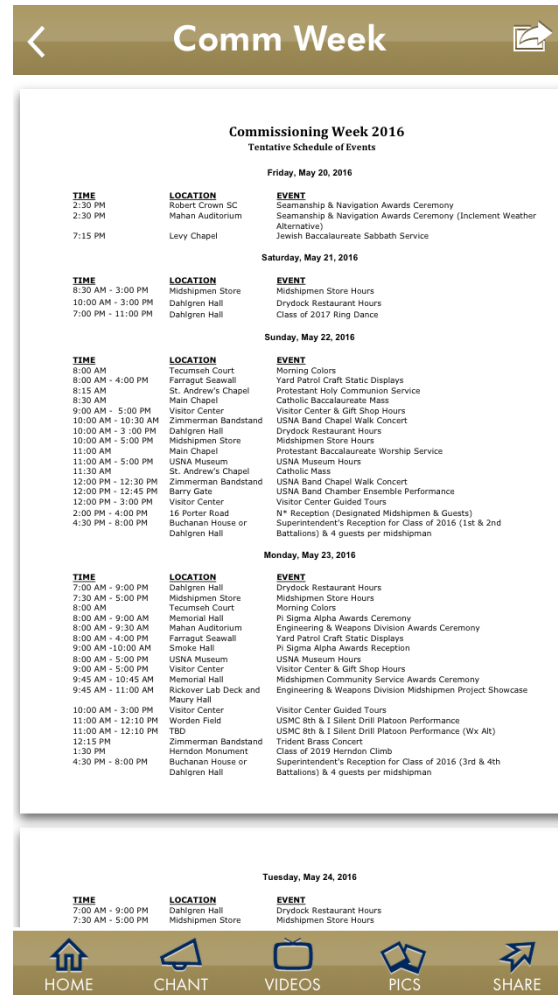 Comm Week
Commissioning Week 2016
Tentative Schedule of Events
Friday, May 20, 2016
TIME LOCATION EVENT
2:30 PM Robert Crown SC Seamanship & Navigation Awards Ceremony
2:30 PM Mahan Auditorium Seamanship & Navigation Awards Ceremony (Inclement Weather
Alternative)
7:15 PM Levy Chapel Jewish Baccalaureate Sabbath Service
Saturday, May 21, 2016
TIME LOCATION EVENT
8:30 AM - 3:00 PM Midshipmen Store Midshipmen Store Hours
10:00 AM - 3:00 PM Dahlgren Hall Drydock Restaurant Hours
7:00 PM - 11:00 PM Dahlgren Hall Class of 2017 Ring Dance
Sunday, May 22, 2016
TIME LOCATION EVENT
8:00 AM Tecumseh Court Morning Colors
8:00 AM - 4:00 PM Farragut Seawall Yard Patrol Craft Static Displays
8:15 AM St. Andrew's Chapel Protestant Holy Communion Service
8:30 AM Main Chapel Catholic Baccalaureate Mass
9:00 AM - 5:00 PM Visitor Center Visitor Center & Gift Shop Hours
10:00 AM - 10:30 AM Zimmerman Bandstand USNA Band Chapel Walk Concert
10:00 AM - 3 :00 PM Dahlgren Hall Drydock Restaurant Hours
10:00 AM - 5:00 PM Midshipmen Store Midshipmen Store Hours
11:00 AM Main Chapel Protestant Baccalaureate Worship Service
11:00 AM - 5:00 PM USNA Museum USNA Museum Hours
11:30 AM St. Andrew's Chapel Catholic Mass
12:00 PM - 12:30 PM Zimmerman Bandstand USNA Band Chapel Walk Concert
12:00 PM - 12:45 PM Barry Gate USNA Band Chamber Ensemble Performance
12:00 PM - 3:00 PM Visitor Center Visitor Center Guided Tours
2:00 PM - 4:00 PM 16 Porter Road N* Reception (Designated Midshipmen & Guests)
4:30 PM - 8:00 PM Buchanan House or Superintendent's Reception for Class of 2016 (1st & 2nd
Dahlgren Hall Battalions) & 4 guests per midshipman
Monday, May 23, 2016
TIME LOCATION EVENT
7:00 AM - 9:00 PM Dahlgren Hall Drydock Restaurant Hours
7:30 AM - 5:00 PM Midshipmen Store Midshipmen Store Hours
8:00 AM Tecumseh Court Morning Colors
8:00 AM - 9:00 AM Memorial Hall Pi Sigma Alpha Awards Ceremony
8:00 AM - 9:30 AM Mahan Auditorium Engineering & Weapons Division Awards Ceremony
8:00 AM - 4:00 PM Farragut Seawall Yard Patrol Craft Static Displays
9:00 AM -10:00 AM Smoke Hall Pi Sigma Alpha Awards Reception
8:00 AM - 5:00 PM USNA Museum USNA Museum Hours
9:00 AM - 5:00 PM Visitor Center Visitor Center & Gift Shop Hours
9:45 AM - 10:45 AM Memorial Hall Midshipmen Community Service Awards Ceremony
9:45 AM - 11:00 AM Rickover Lab Deck and Engineering & Weapons Division Midshipmen Project Showcase
Maury Hall
10:00 AM - 3:00 PM Visitor Center Visitor Center Guided Tours
11:00 AM - 12:10 PM Worden Field USMC 8th & I Silent Drill Platoon Performance
11:00 AM - 12:10 PM TBD USMC 8th & I Silent Drill Platoon Performance (Wx Alt)
12:15 PM Zimmerman Bandstand Trident Brass Concert
1:30 PM Herndon Monument Class of 2019 Herndon Climb
4:30 PM - 8:00 PM Buchanan House or Superintendent's Reception for Class of 2016 (3rd & 4th
Dahlgren Hall Battalions) & 4 guests per midshipman
Tuesday, May 24, 2016
TIME LOCATION EVENT
7:00 AM - 9:00 PM Dahlgren Hall Drydock Restaurant Hours
7:30 AM - 5:00 PM Midshipmen Store Midshipmen Store Hours
HOME CHANT VIDEOS PICS SHARE